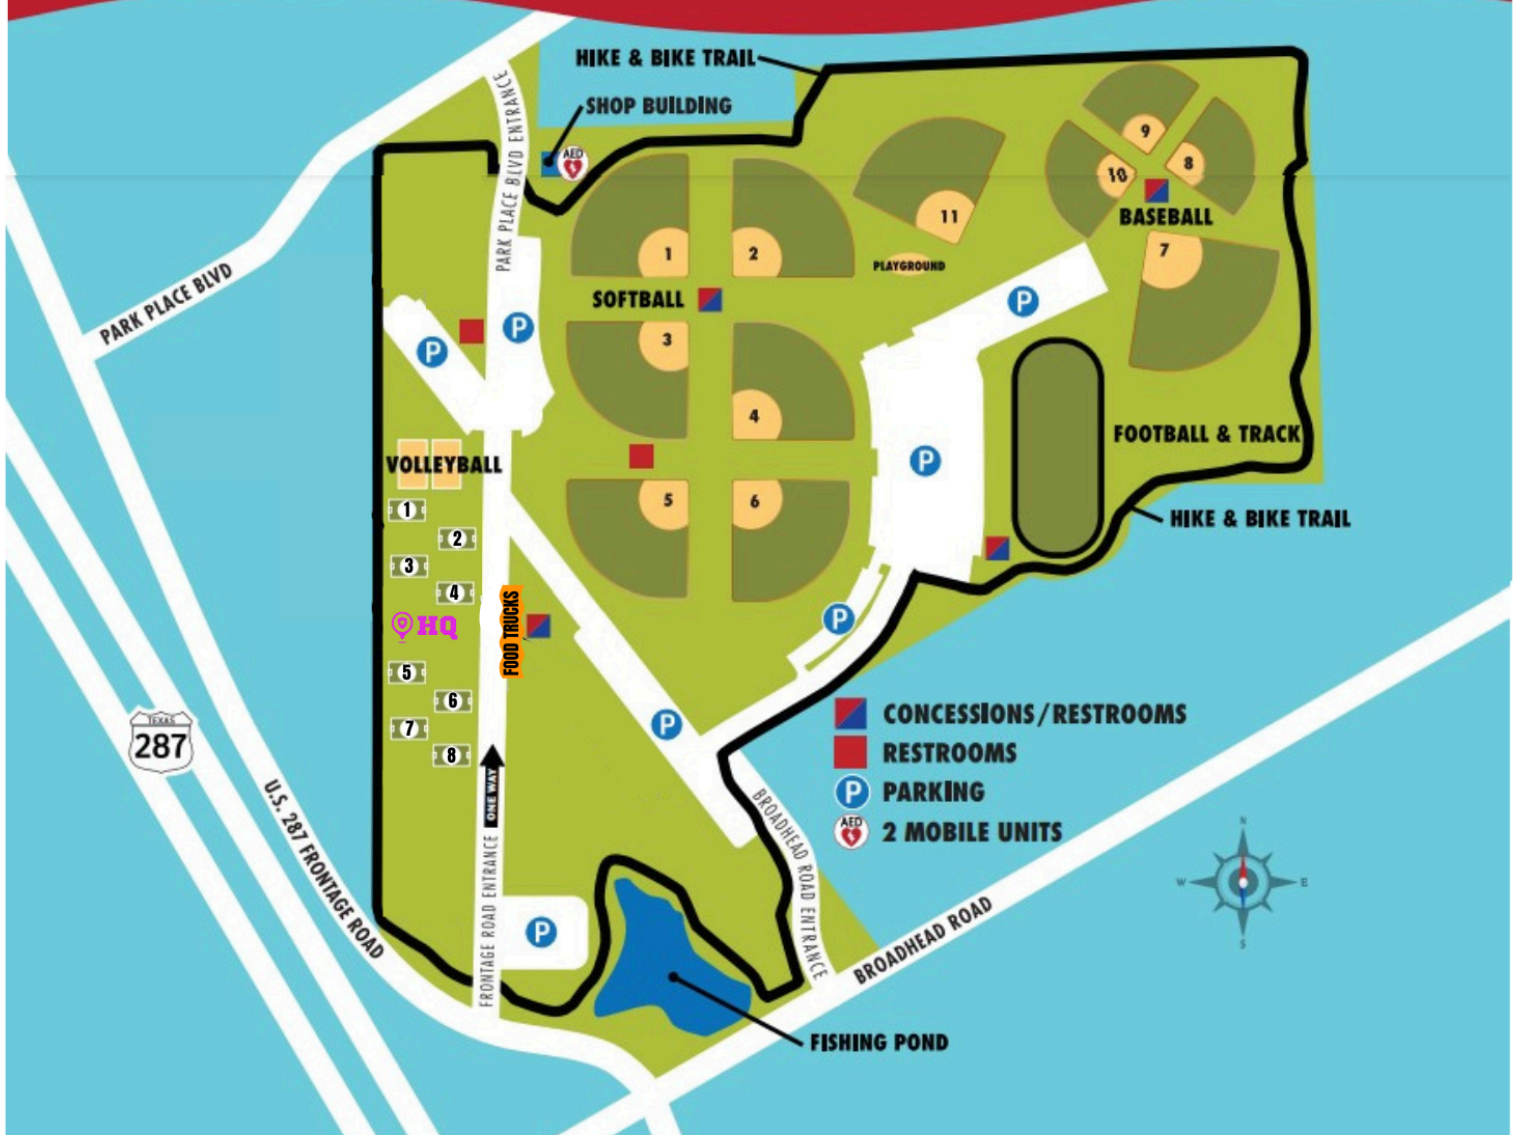 HIKE & BIKE TRAIL
SHOP BUILDING
AED
PARK PLACE BLVD ENTRANCE
PARK PLACE BLVD
1
2
SOFTBALL
3
4
5
6
11
PLAYGROUND
9
10
8
BASEBALL
7
P
P
P
P
FOOTBALL & TRACK
HIKE & BIKE TRAIL
VOLLEYBALL
1
2
3
4
HQ
5
6
7
8
FOOD TRUCKS
P
P
ONE WAY
FRONTAGE ROAD ENTRANCE
P
BROADHEAD ROAD ENTRANCE
BROADHEAD ROAD
FISHING POND
TEXAS
287
U.S. 287 FRONTAGE ROAD
CONCESSIONS/RESTROOMS
RESTROOMS
P PARKING
AED 2 MOBILE UNITS
N
W
E
S